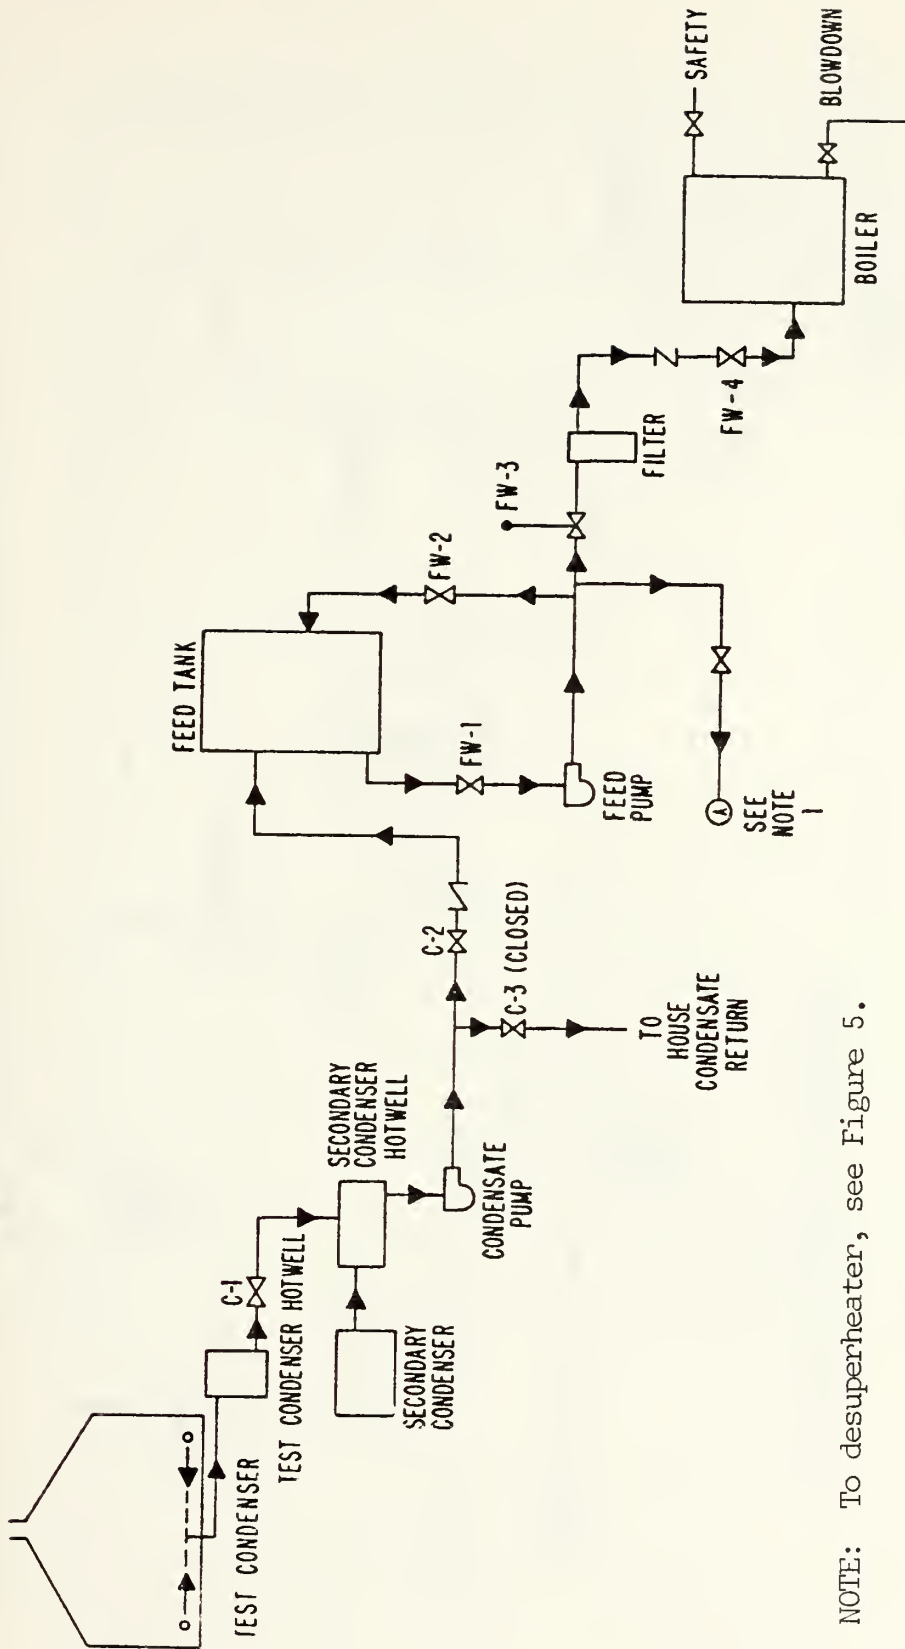 TEST CONDENSER
TEST CONDENSER HOTWELL
C-1
SECONDARY
CONDENSER
SECONDARY
CONDENSER
HOTWELL
CONDENSATE
PUMP
C-2
C-3 (CLOSED)
TO
HOUSE
CONDENSATE
RETURN
FEED TANK
FW-1
FEED
PUMP
FW-2
FW-3
A
SEE
NOTE
1
FILTER
FW-4
BOILER
SAFETY
BLOWDOWN
NOTE: To desuperheater, see Figure 5.